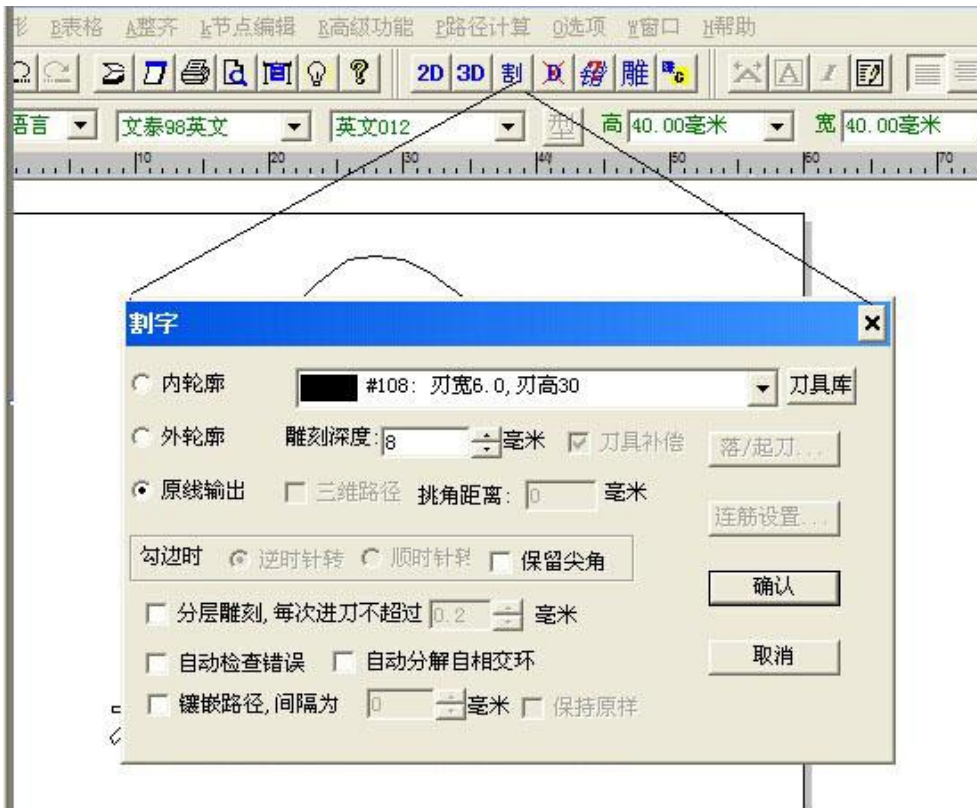 形 B表格 A整齐 k节点编辑 R高级功能 P路径计算 O选项 W窗口 H帮助
2D 3D 割 雕
语言 文泰98英文 英文012 型 高 40.00毫米 宽 40.00毫米
10 20 30 40 50 60 70
割字
内轮廓 #108: 刃宽6.0,刃高30 刀具库
外轮廓 雕刻深度: 8 毫米 刀具补偿 落/起刀...
原线输出 三维路径 挑角距离: 0 毫米
连筋设置...
勾边时 逆时针转 顺时针转 保留尖角
确认
分层雕刻,每次进刀不超过 0.2 毫米
自动检查错误 自动分解自相交环 取消
镶嵌路径,间隔为 0 毫米 保持原样